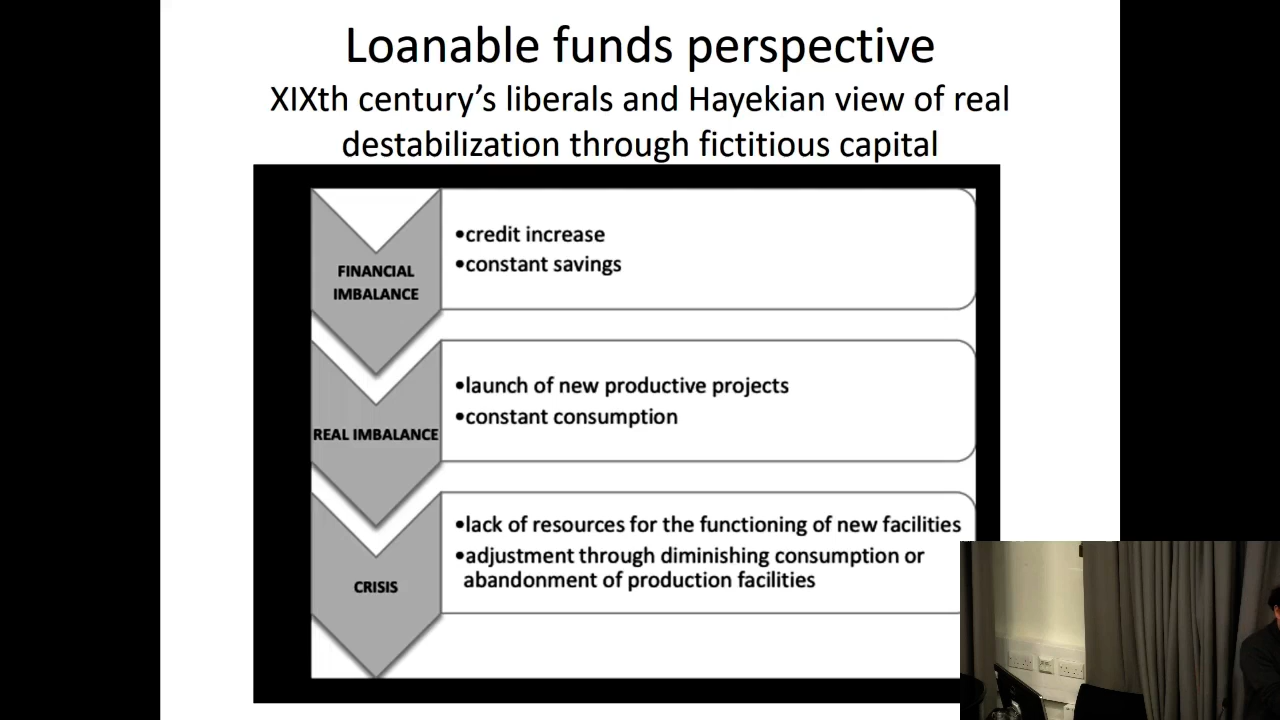 Loanable funds perspective
XIXth century's liberals and Hayekian view of real
destabilization through fictitious capital
FINANCIAL
IMBALANCE
•credit increase
•constant savings
REAL IMBALANCE
•launch of new productive projects
•constant consumption
CRISIS
•lack of resources for the functioning of new facilities
•adjustment through diminishing consumption or
abandonment of production facilities